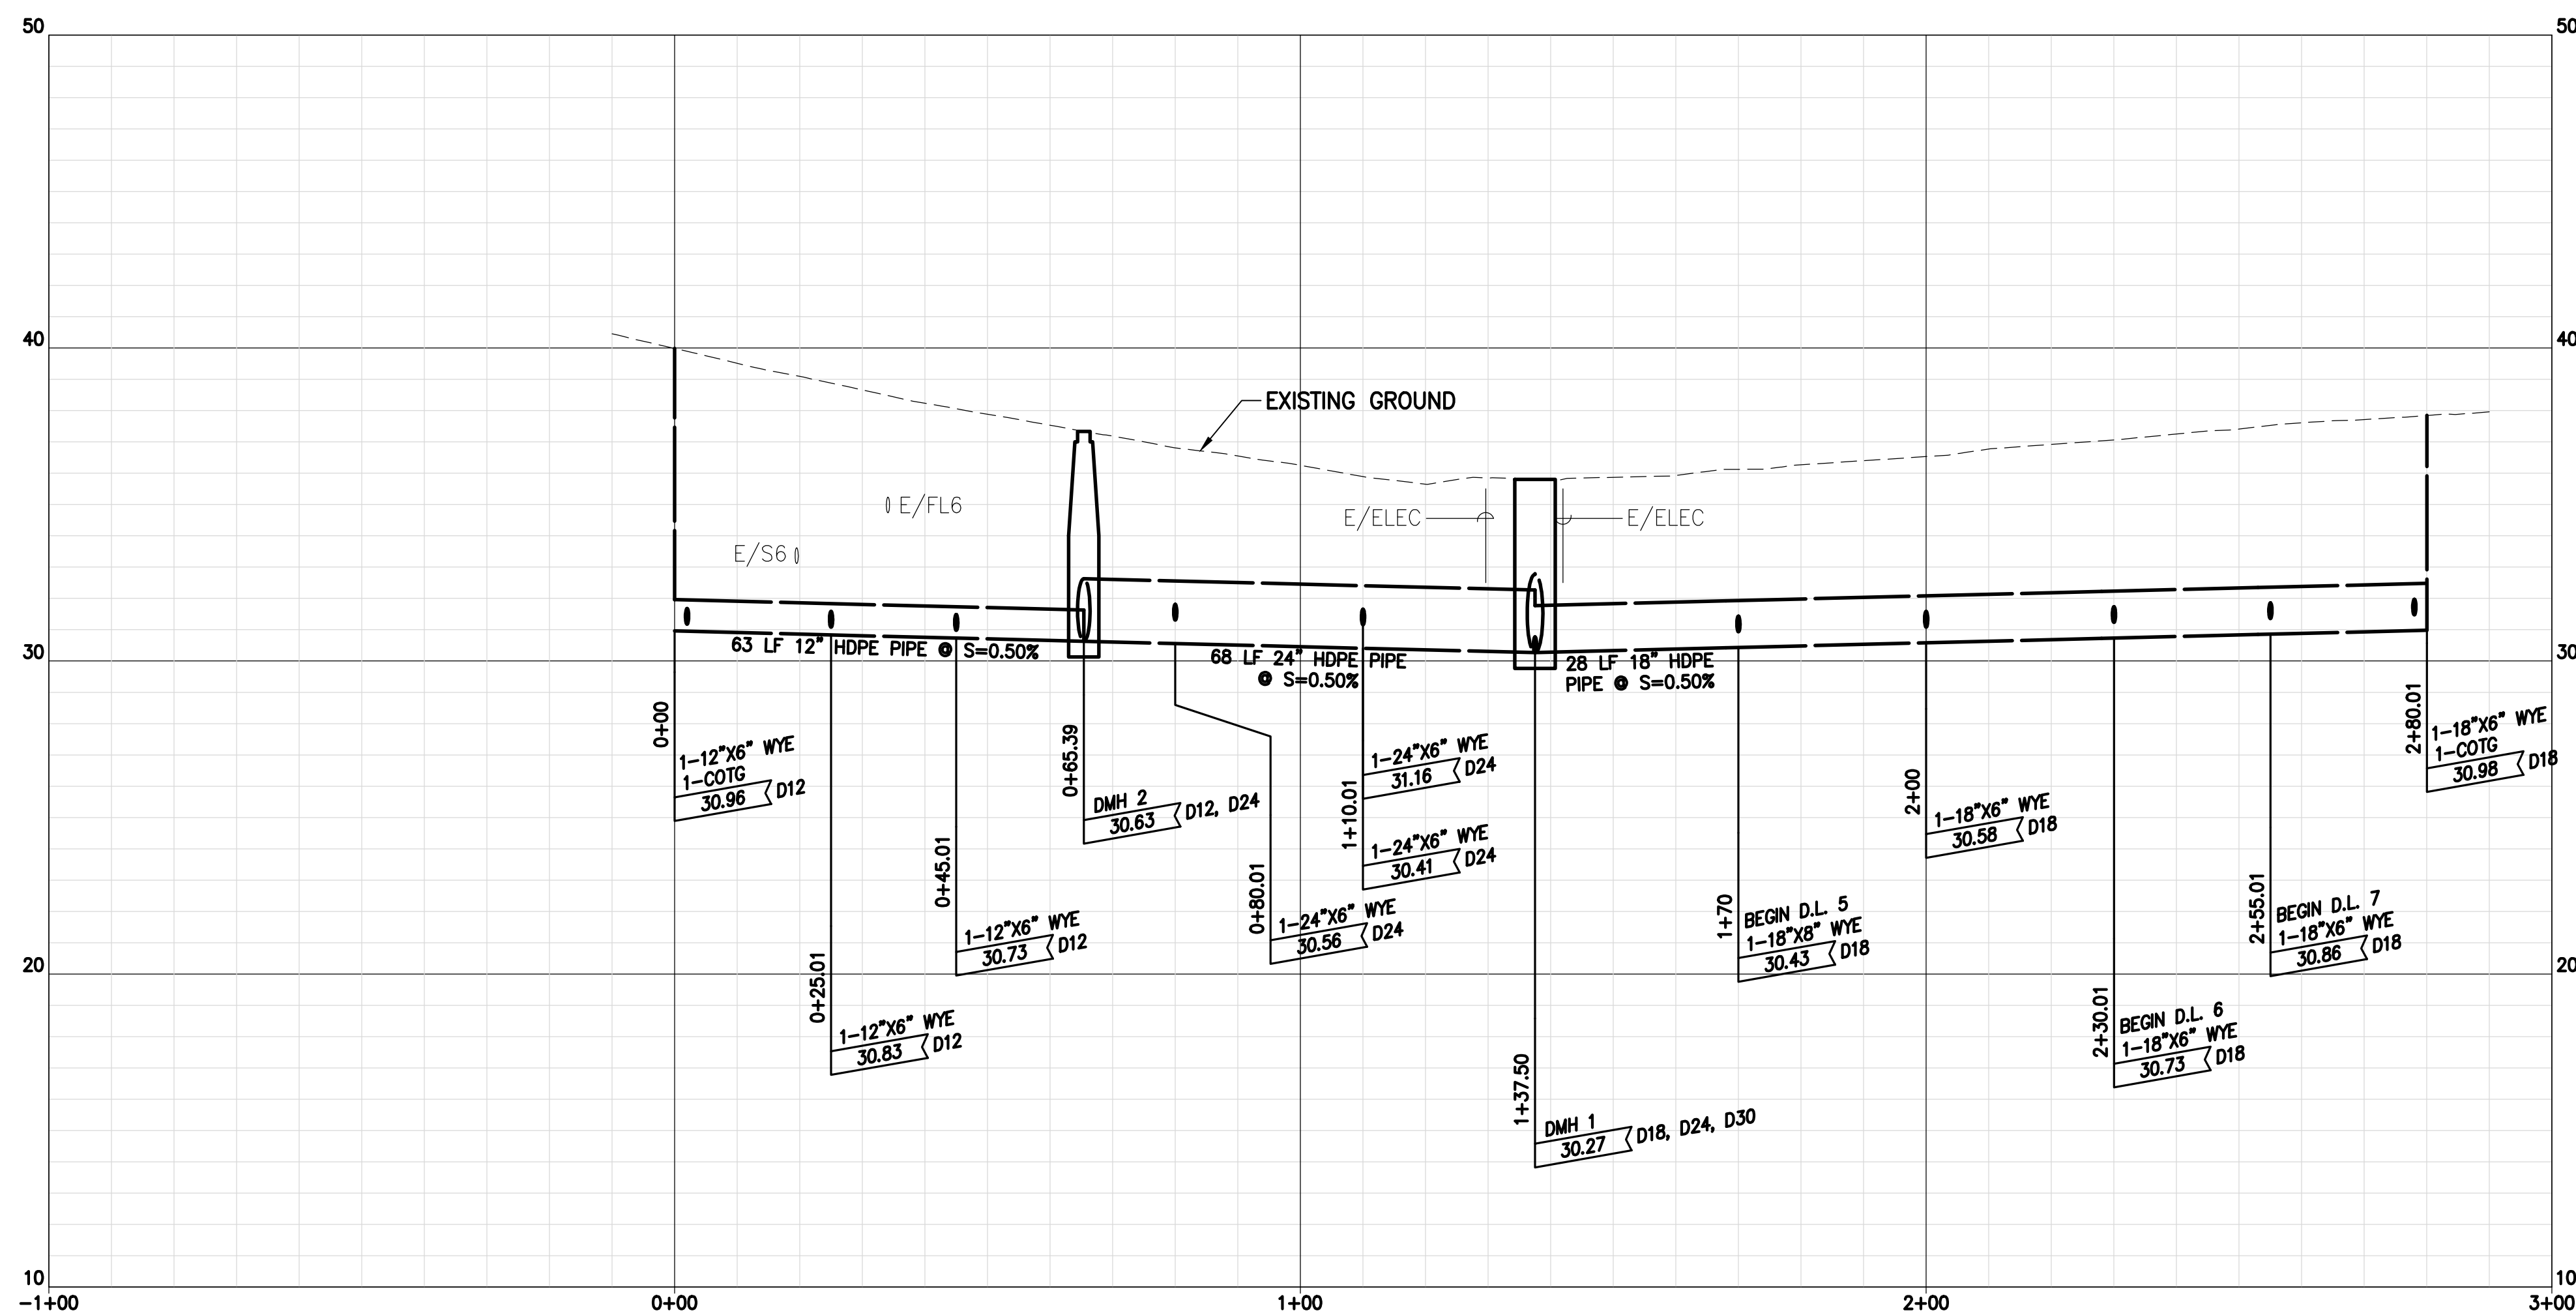 50
50
40
40
EXISTING GROUND
E/FL6
E/ELEC
E/ELEC
E/S6
30
30
63 LF 12" HDPE PIPE @ S=0.50%
68 LF 24" HDPE PIPE
@ S=0.50%
28 LF 18" HDPE
PIPE @ S=0.50%
0+00
1-12"X6" WYE
1-COTG
30.96
D12
0+25.01
1-12"X6" WYE
30.83
D12
0+45.01
1-12"X6" WYE
30.73
D12
0+65.39
DMH 2
30.63
D12, D24
0+80.01
1-24"X6" WYE
30.56
D24
1+10.01
1-24"X6" WYE
31.16
D24
1-24"X6" WYE
30.41
D24
1+37.50
DMH 1
30.27
D18, D24, D30
1+70
BEGIN D.L. 5
1-18"X8" WYE
30.43
D18
2+00
1-18"X6" WYE
30.58
D18
2+30.01
BEGIN D.L. 6
1-18"X6" WYE
30.73
D18
2+55.01
BEGIN D.L. 7
1-18"X6" WYE
30.86
D18
2+80.01
1-18"X6" WYE
1-COTG
30.98
D18
20
20
10
10
-1+00
0+00
1+00
2+00
3+00